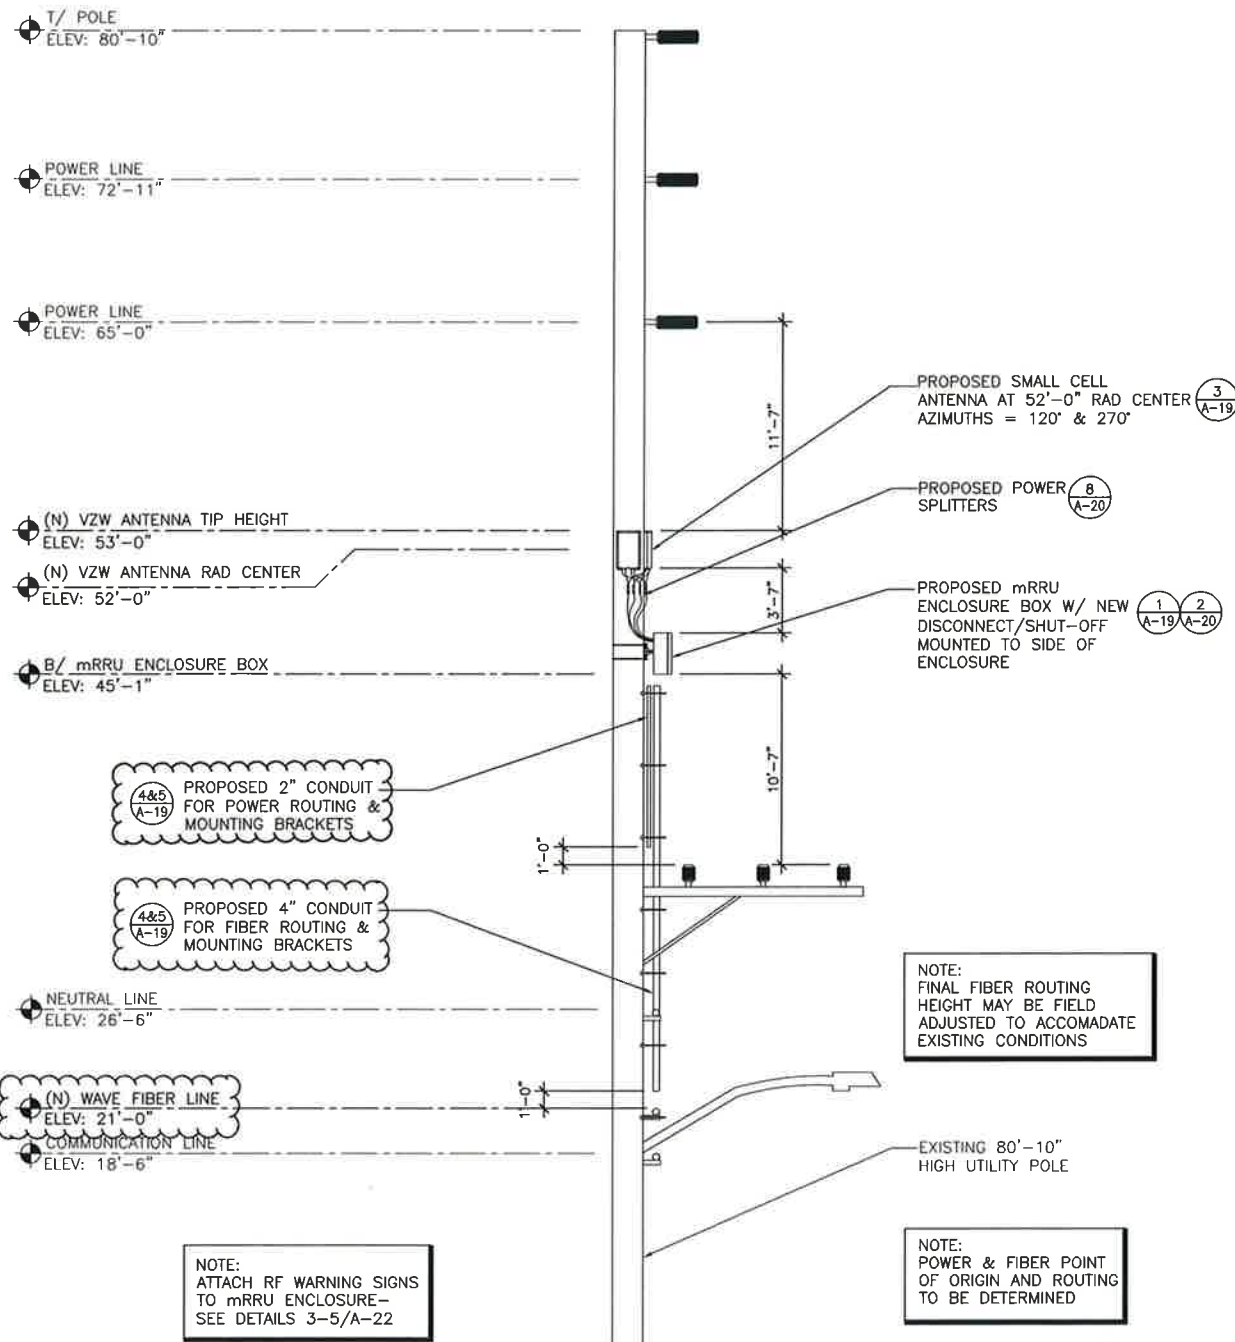 T/ POLE
ELEV: 80'-10"
POWER LINE
ELEV: 72'-11"
POWER LINE
ELEV: 65'-0"
11'-7"
PROPOSED SMALL CELL
ANTENNA AT 52'-0" RAD CENTER
AZIMUTHS = 120° & 270°
3
A-19
PROPOSED POWER
SPLITTERS
8
A-20
(N) VZW ANTENNA TIP HEIGHT
ELEV: 53'-0"
(N) VZW ANTENNA RAD CENTER
ELEV: 52'-0"
3'-7"
PROPOSED mRRU
ENCLOSURE BOX W/ NEW
DISCONNECT/SHUT-OFF
MOUNTED TO SIDE OF
ENCLOSURE
1
A-19
2
A-20
B/ mRRU ENCLOSURE BOX
ELEV: 45'-1"
10'-7"
4&5
A-19
PROPOSED 2" CONDUIT
FOR POWER ROUTING &
MOUNTING BRACKETS
1'-0"
4&5
A-19
PROPOSED 4" CONDUIT
FOR FIBER ROUTING &
MOUNTING BRACKETS
NOTE:
FINAL FIBER ROUTING
HEIGHT MAY BE FIELD
ADJUSTED TO ACCOMADATE
EXISTING CONDITIONS
NEUTRAL LINE
ELEV: 26'-6"
1'-0"
(N) WAVE FIBER LINE
ELEV: 21'-0"
COMMUNICATION LINE
ELEV: 18'-6"
EXISTING 80'-10"
HIGH UTILITY POLE
NOTE:
ATTACH RF WARNING SIGNS
TO mRRU ENCLOSURE-
SEE DETAILS 3-5/A-22
NOTE:
POWER & FIBER POINT
OF ORIGIN AND ROUTING
TO BE DETERMINED